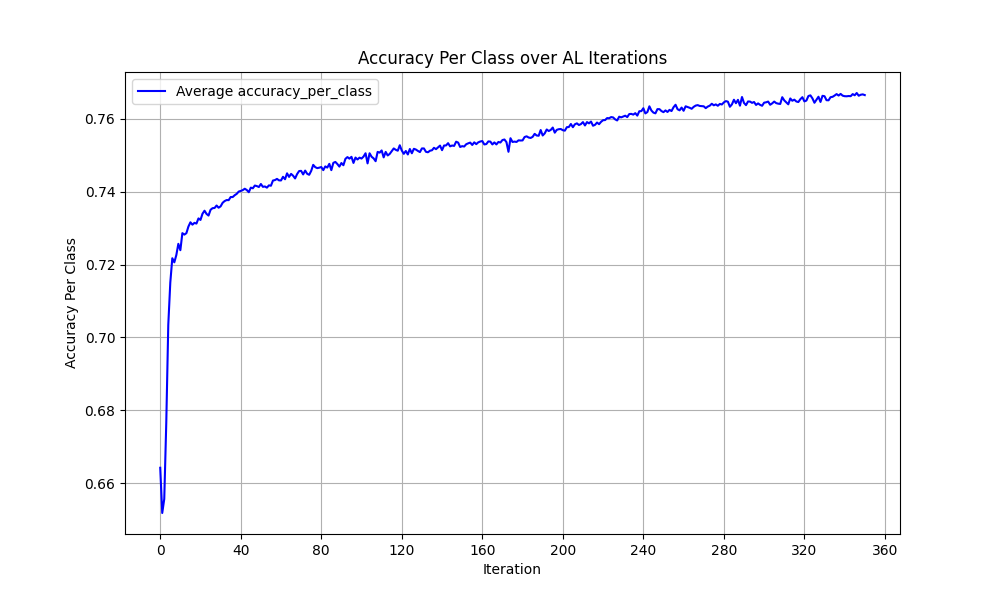 Accuracy Per Class over AL Iterations
Average accuracy_per_class
Accuracy Per Class
0.76
0.74
0.72
0.70
0.68
0.66
0 40 80 120 160 200 240 280 320 360
Iteration